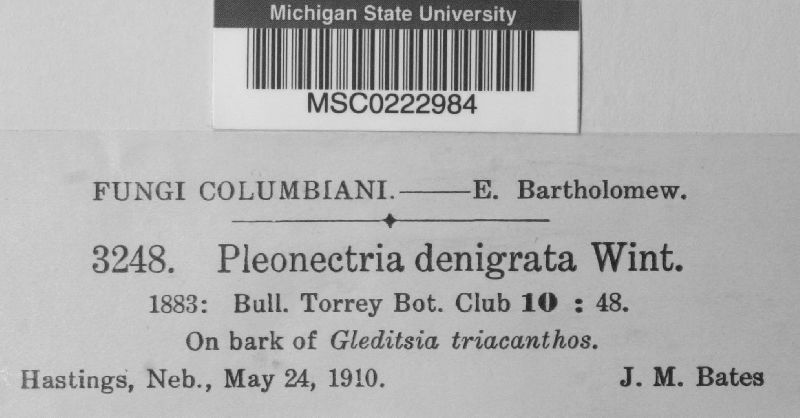 Michigan State University
MSC0222984
FUNGI COLUMBIANI.——E. Bartholomew.
3248. Pleonectria denigrata Wint.
1883: Bull. Torrey Bot. Club 10 : 48.
On bark of Gleditsia triacanthos.
Hastings, Neb., May 24, 1910. J. M. Bates